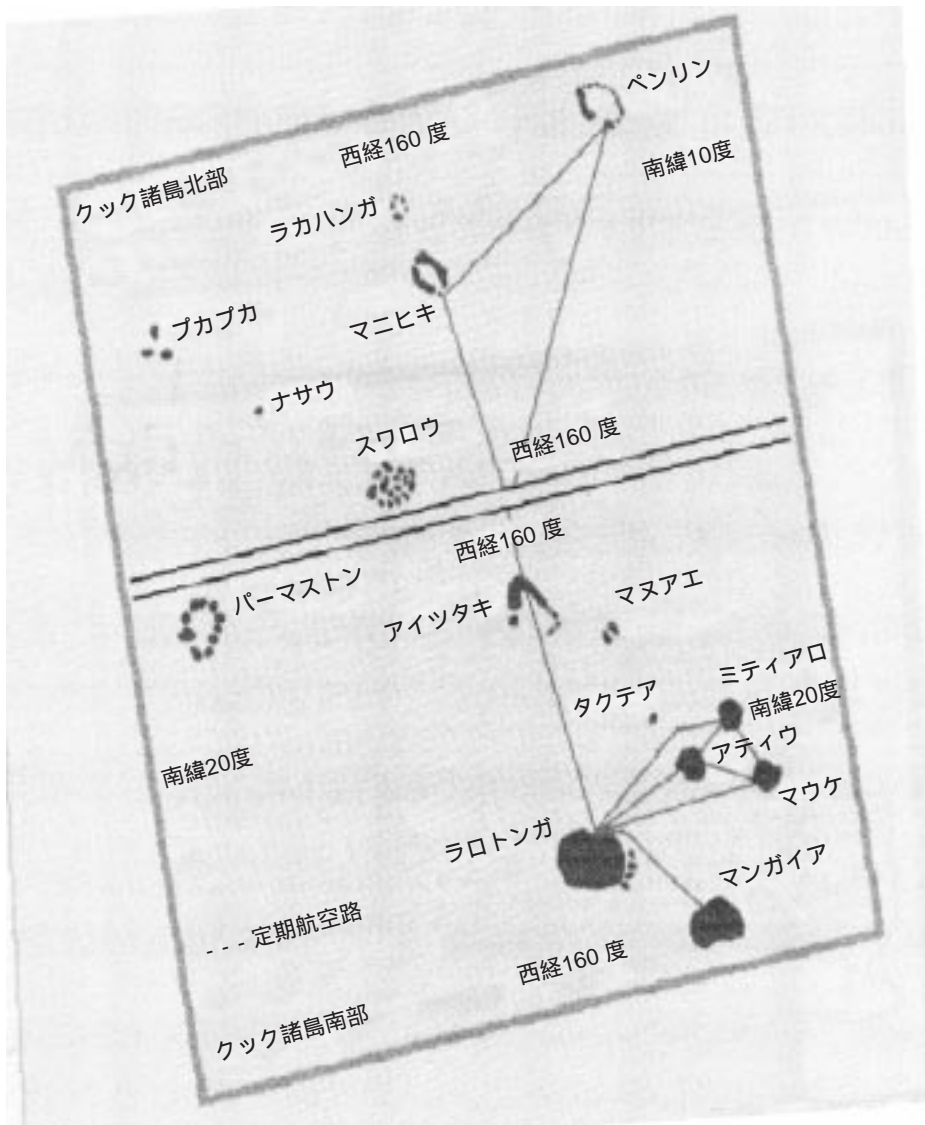 ペンリン
西経160 度
南緯10度
クック諸島北部
ラカハンガ
マニヒキ
プカプカ
ナサウ
スワロウ
西経160 度
西経160 度
パーマストン
アイツタキ
マヌアエ
ミティアロ
タクテア
南緯20度
アティウ
南緯20度
マウケ
ラロトンガ
マンガイア
- - - 定期航空路
西経160 度
クック諸島南部